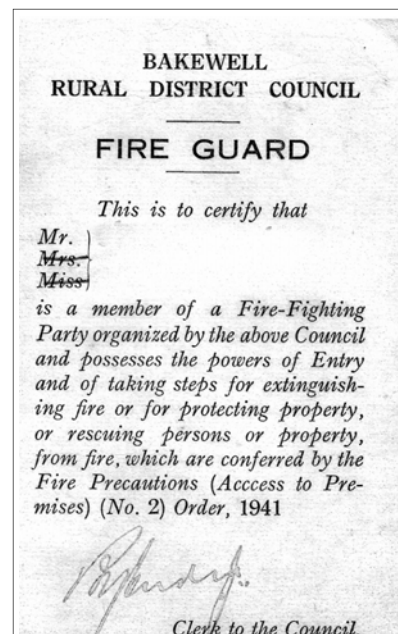 BAKEWELL
RURAL DISTRICT COUNCIL
FIRE GUARD
This is to certify that
Mr.
Mrs.
Miss
is a member of a Fire-Fighting
Party organized by the above Council
and possesses the powers of Entry
and of taking steps for extinguish-
ing fire or for protecting property,
or rescuing persons or property,
from fire, which are conferred by the
Fire Precautions (Acccess to Pre-
mises) (No. 2) Order, 1941
Clerk to the Council